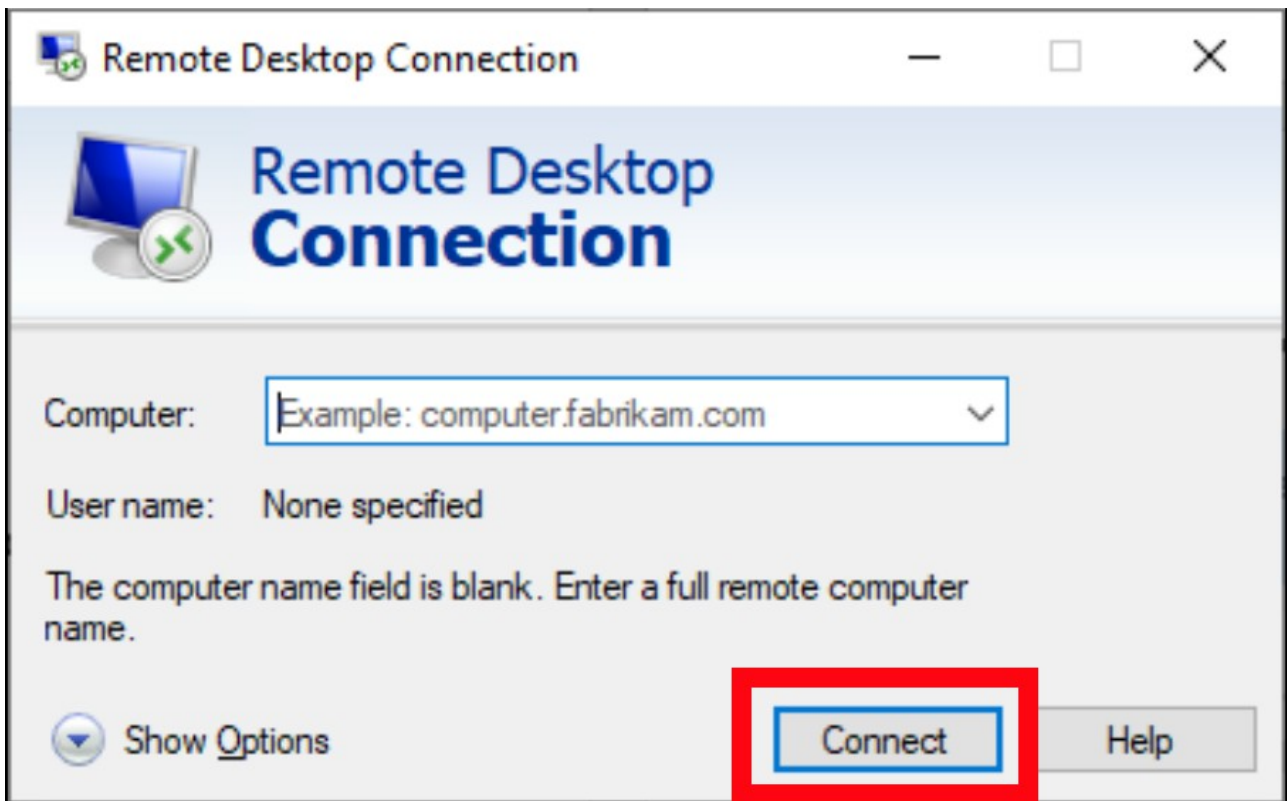 Remote Desktop Connection
Remote Desktop
Connection
Computer: Example: computer.fabrikam.com
User name: None specified
The computer name field is blank. Enter a full remote computer
name.
Show Options Connect Help